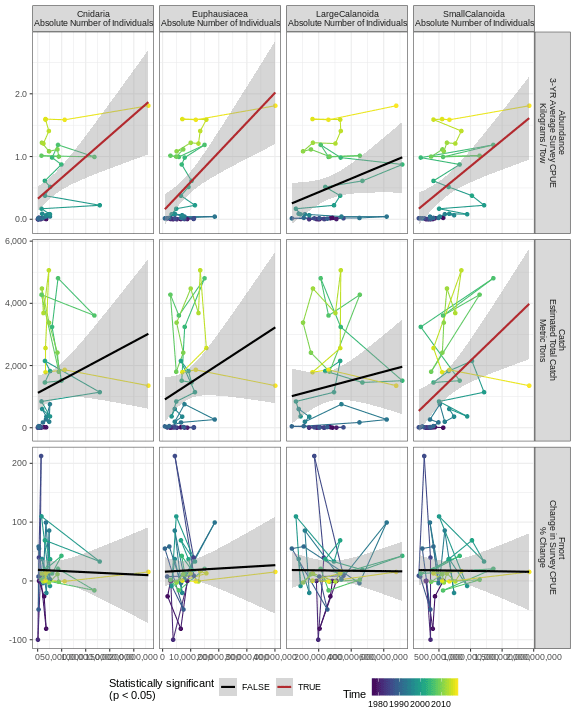 Cnidaria
Absolute Number of Individuals
Euphausiacea
Absolute Number of Individuals
LargeCalanoida
Absolute Number of Individuals
SmallCalanoida
Absolute Number of Individuals
Abundance
3-YR Average Survey CPUE
Kilograms / Tow
2.0
1.0
0.0
Catch
Estimated Total Catch
Metric Tons
6,000
4,000
2,000
0
Fmort
Change in Survey CPUE
% Change
200
100
0
-100
Statistically significant
(p < 0.05)
FALSE
TRUE
Time
1980 1990 2000 2010